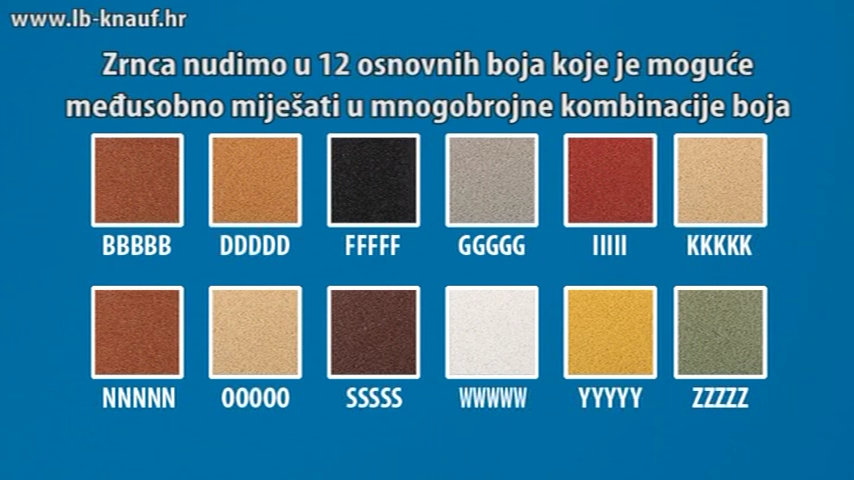 www.lb-knauf.hr
Zrnca nudimo u 12 osnovnih boja koje je moguće
međusobno miješati u mnogobrojne kombinacije boja
BBBBB DDDDD FFFFF GGGGG IIIII KKKKK
NNNNN OOOOO SSSSS WWWWW YYYYY ZZZZZ